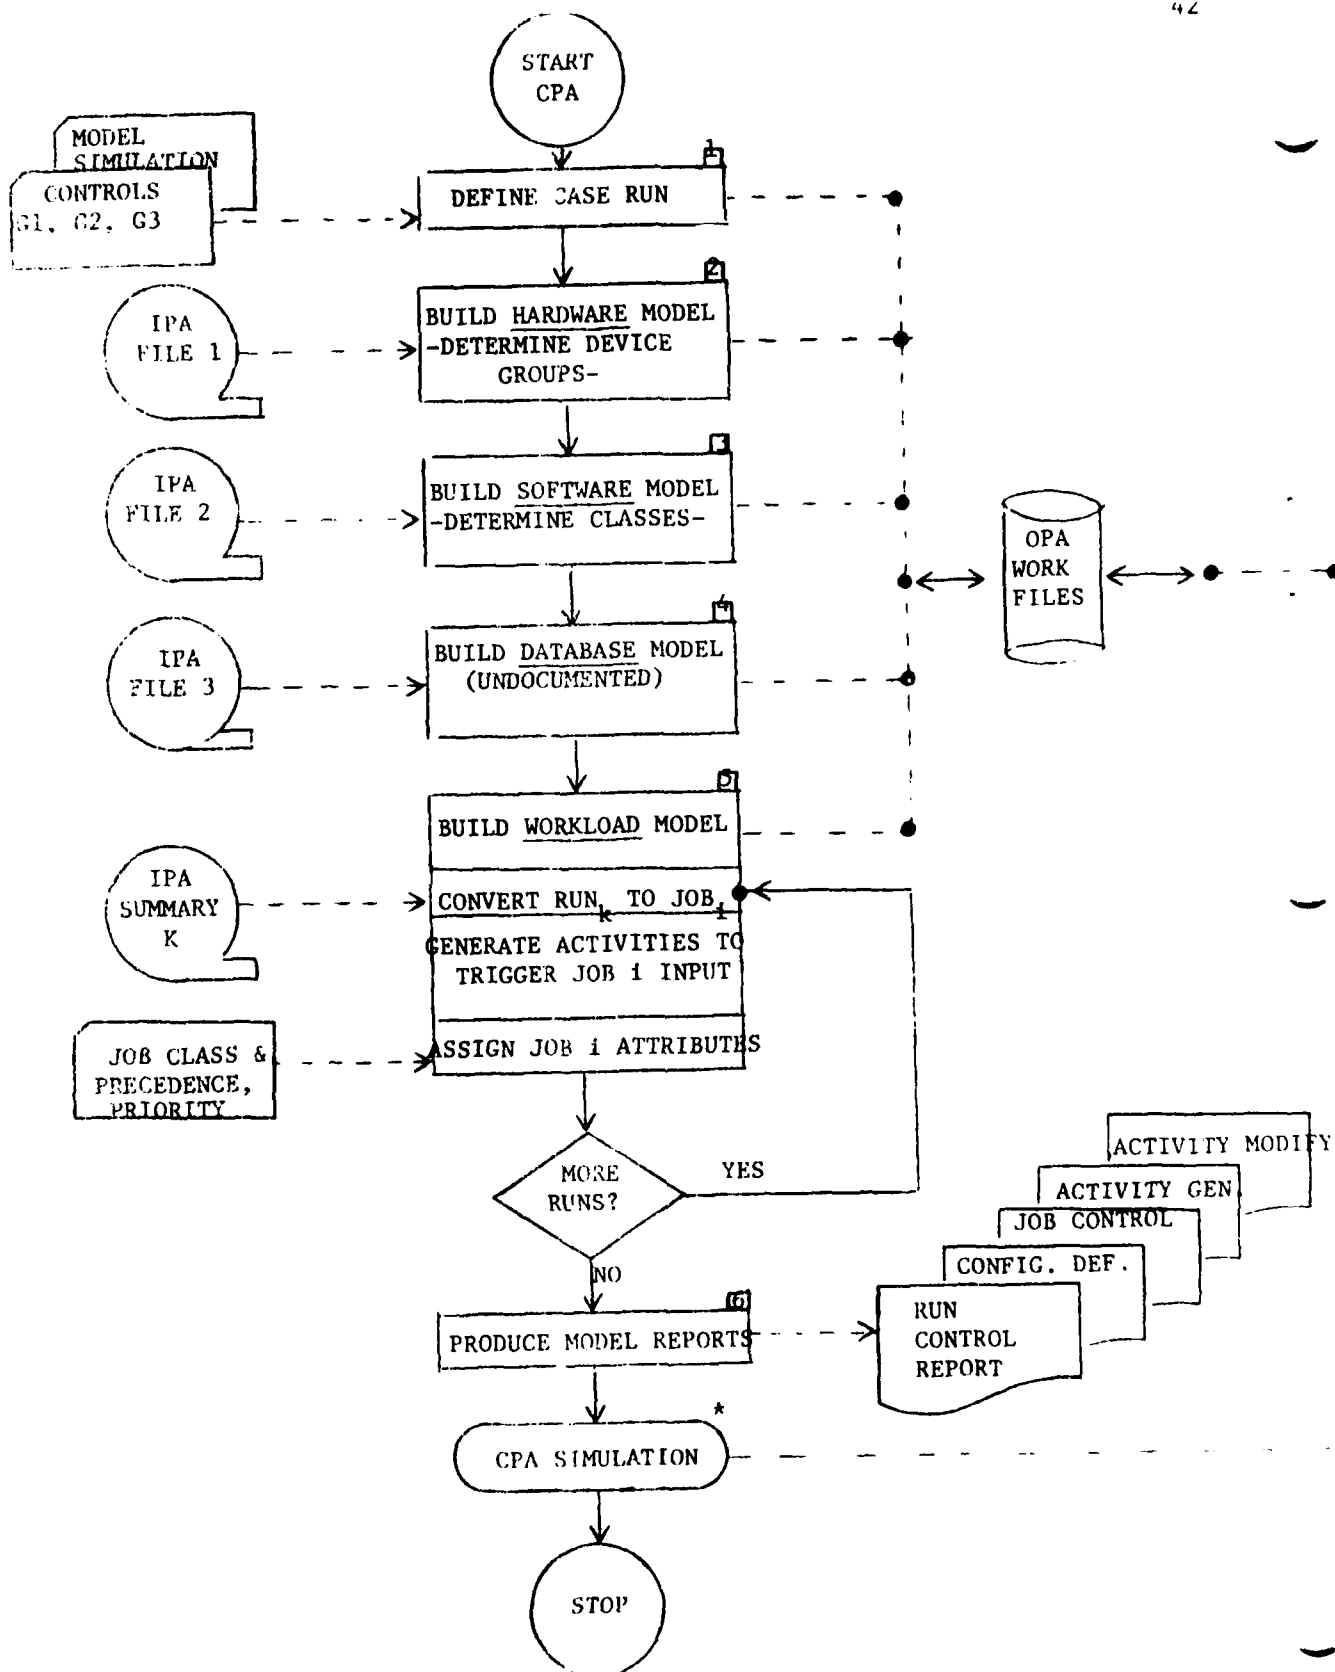 42
START
CPA
MODEL
SIMULATION
CONTROLS
G1, G2, G3
1
DEFINE CASE RUN
2
IPA
FILE 1
BUILD HARDWARE MODEL
-DETERMINE DEVICE
GROUPS-
3
IPA
FILE 2
BUILD SOFTWARE MODEL
-DETERMINE CLASSES-
OPA
WORK
FILES
4
IPA
FILE 3
BUILD DATABASE MODEL
(UNDOCUMENTED)
5
BUILD WORKLOAD MODEL
IPA
SUMMARY
K
CONVERT RUNk TO JOBi
GENERATE ACTIVITIES TO
TRIGGER JOB i INPUT
JOB CLASS &
PRECEDENCE,
PRIORITY
ASSIGN JOB i ATTRIBUTES
MORE
RUNS?
YES
NO
ACTIVITY MODIFY
ACTIVITY GEN
JOB CONTROL
CONFIG. DEF.
RUN
CONTROL
REPORT
6
PRODUCE MODEL REPORTS
*
CPA SIMULATION
STOP